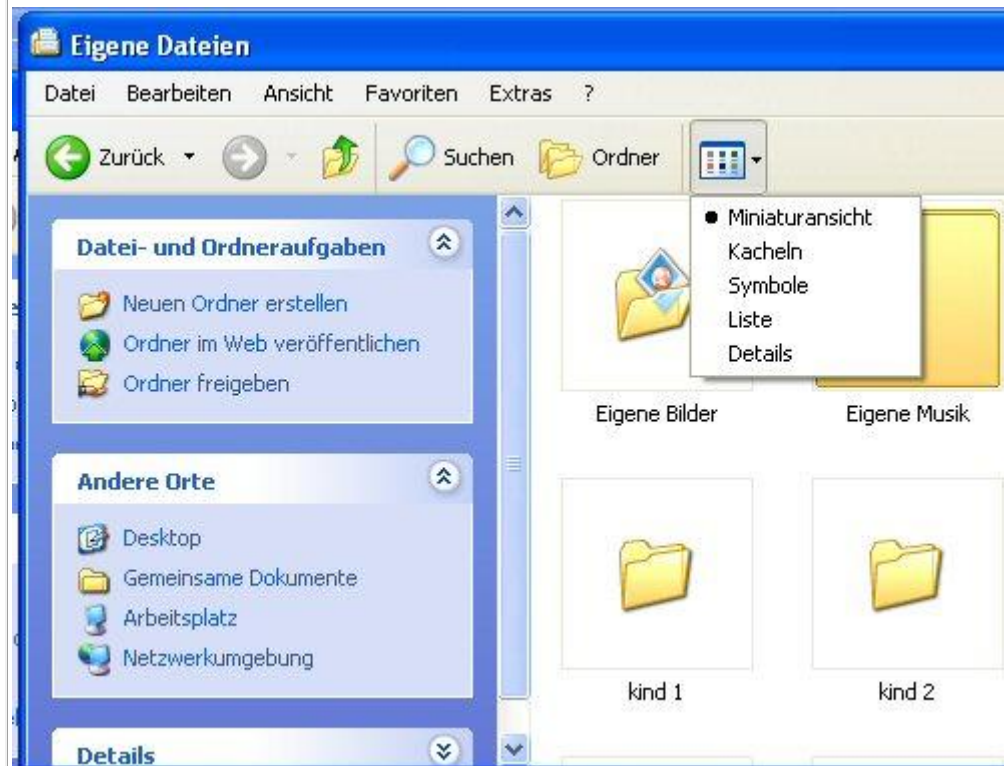 Eigene Dateien
Datei Bearbeiten Ansicht Favoriten Extras ?
Zurück Suchen Ordner
Miniaturansicht
Kacheln
Symbole
Liste
Details
Datei- und Ordneraufgaben
Neuen Ordner erstellen
Ordner im Web veröffentlichen
Ordner freigeben
Andere Orte
Desktop
Gemeinsame Dokumente
Arbeitsplatz
Netzwerkumgebung
Details
Eigene Bilder Eigene Musik
kind 1 kind 2